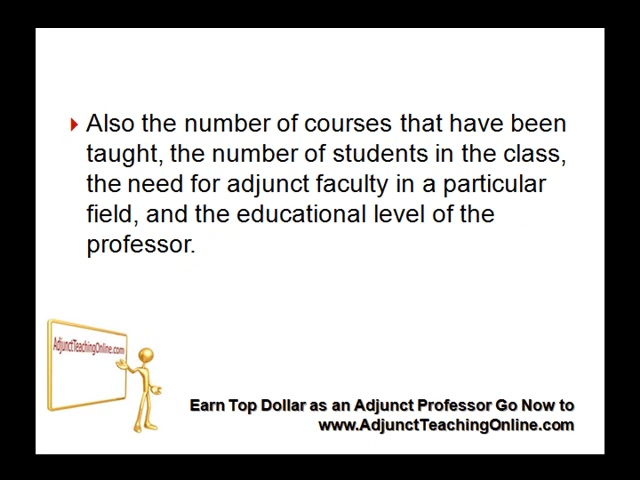 Also the number of courses that have been
taught, the number of students in the class,
the need for adjunct faculty in a particular
field, and the educational level of the
professor.
AdjunctTeachingOnline.com
Earn Top Dollar as an Adjunct Professor Go Now to
www.AdjunctTeachingOnline.com